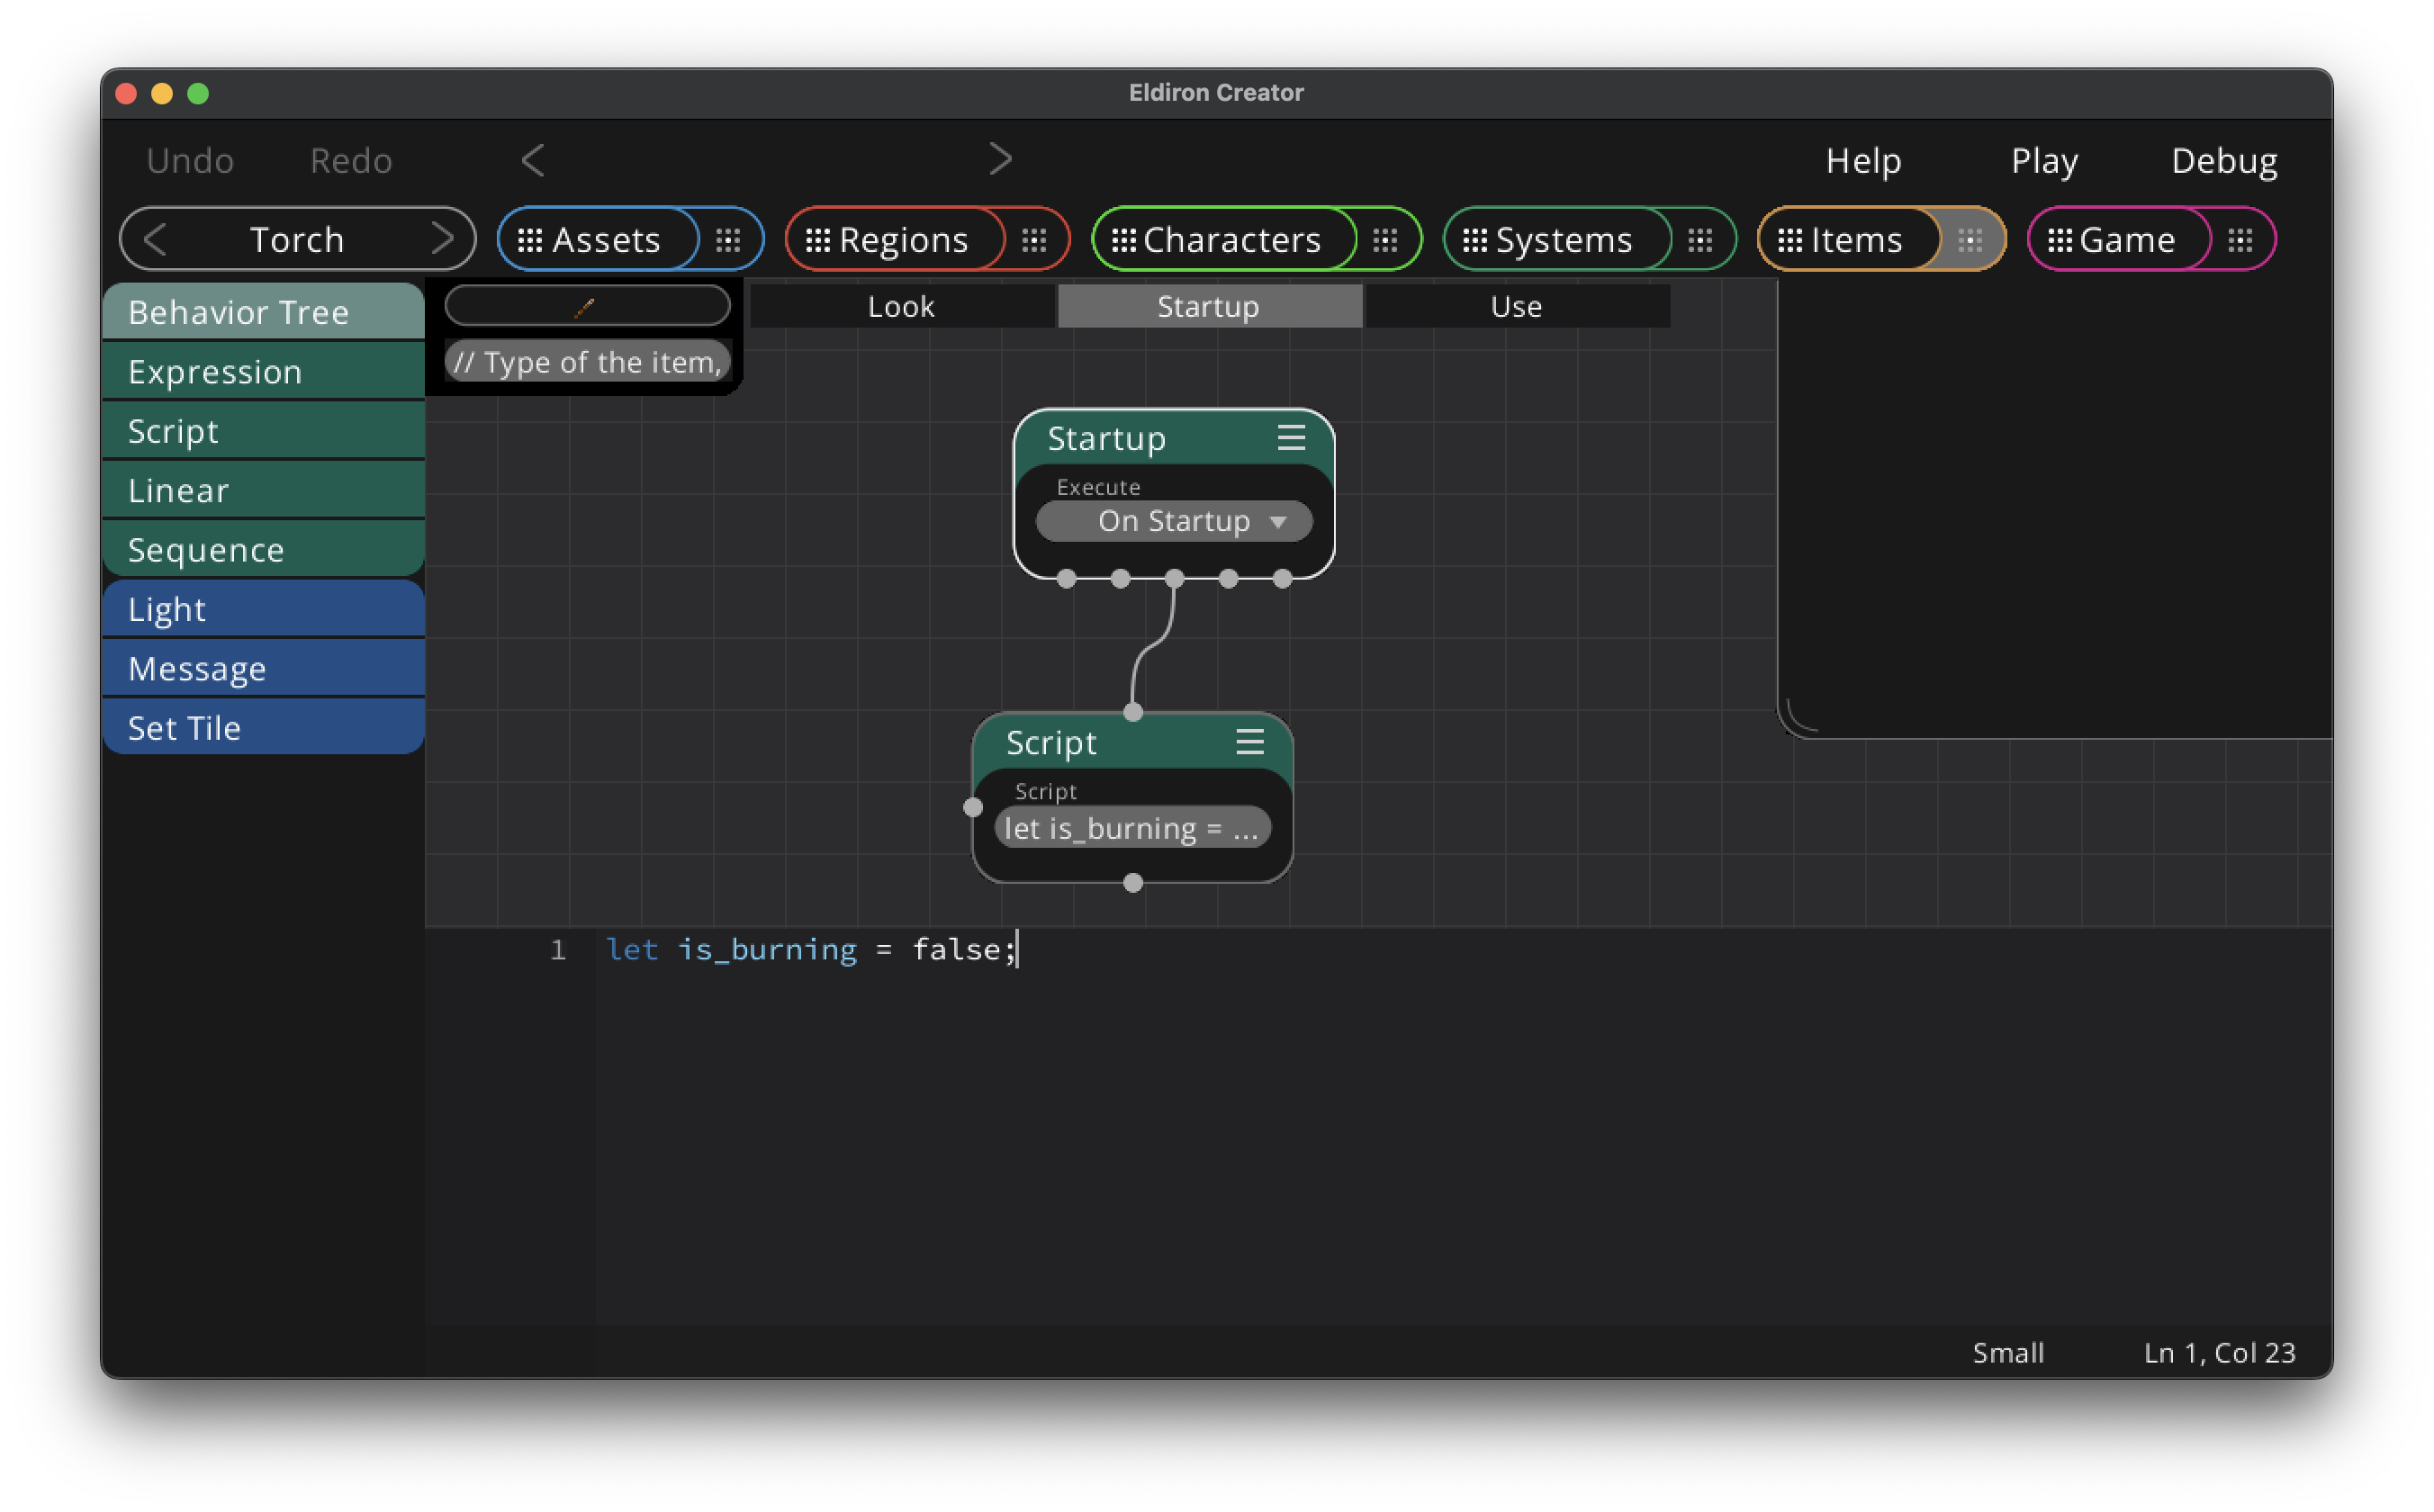 Eldiron Creator
Undo Redo Help Play Debug
Torch Assets Regions Characters Systems Items Game
Behavior Tree
Expression
Script
Linear
Sequence
Light
Message
Set Tile
// Type of the item,
Look Startup Use
Startup
Execute
On Startup
Script
Script
let is_burning = ...
1 let is_burning = false;
Small Ln 1, Col 23